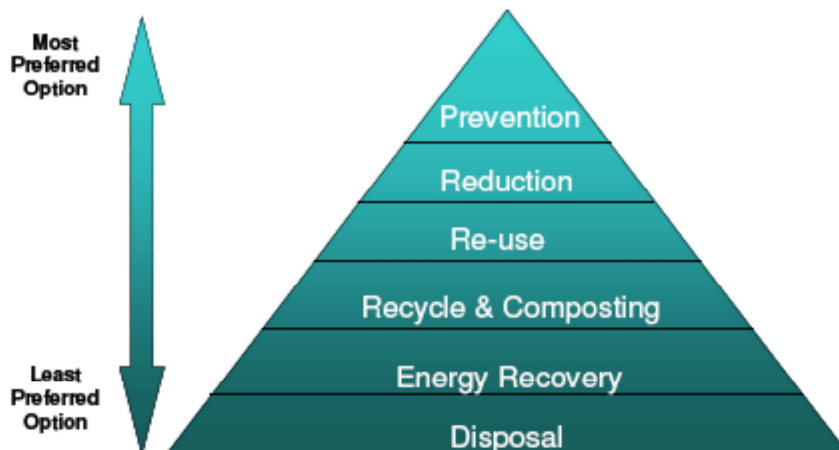 Most
Preferred
Option
Prevention
Reduction
Re-use
Recycle & Composting
Energy Recovery
Disposal
Least
Preferred
Option